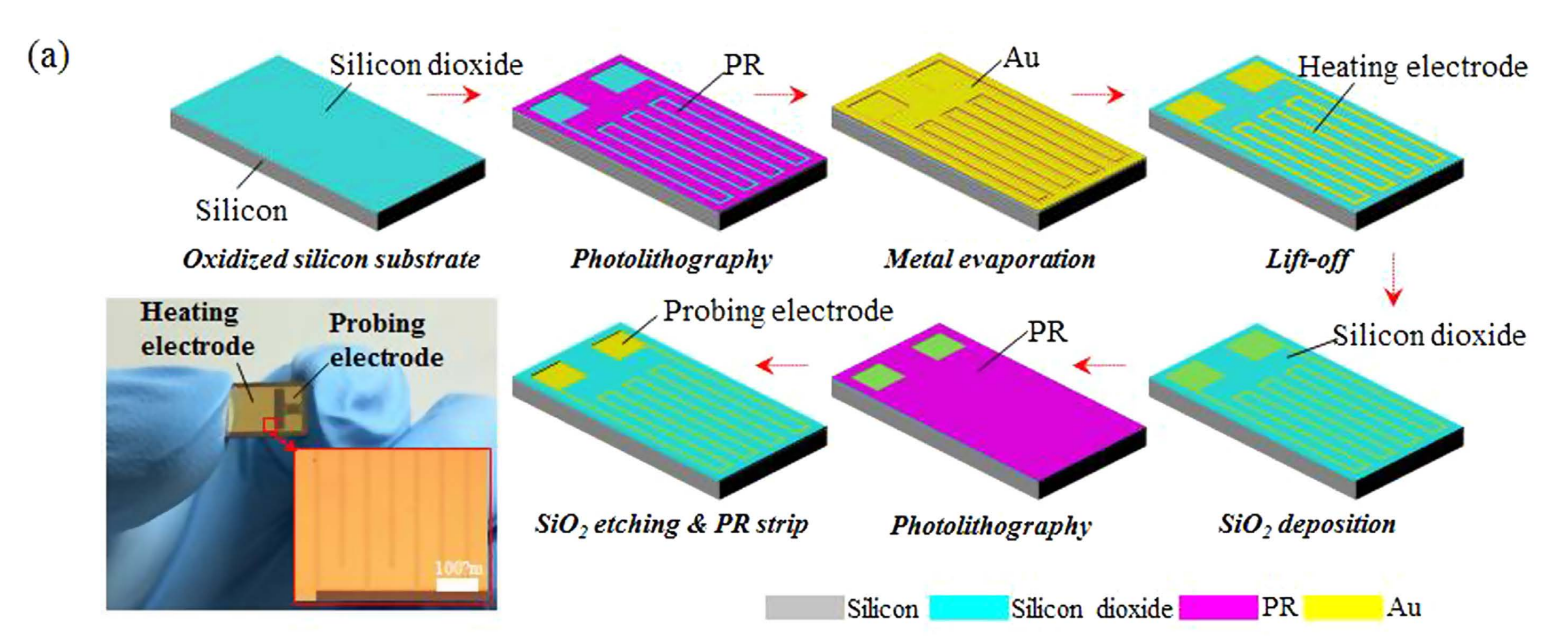 (a)
Silicon dioxide
PR
Au
Heating electrode
Silicon
Oxidized silicon substrate
Photolithography
Metal evaporation
Lift-off
Heating
electrode
Probing
electrode
Probing electrode
PR
Silicon dioxide
100?m
SiO₂ etching & PR strip
Photolithography
SiO₂ deposition
Silicon
Silicon dioxide
PR
Au